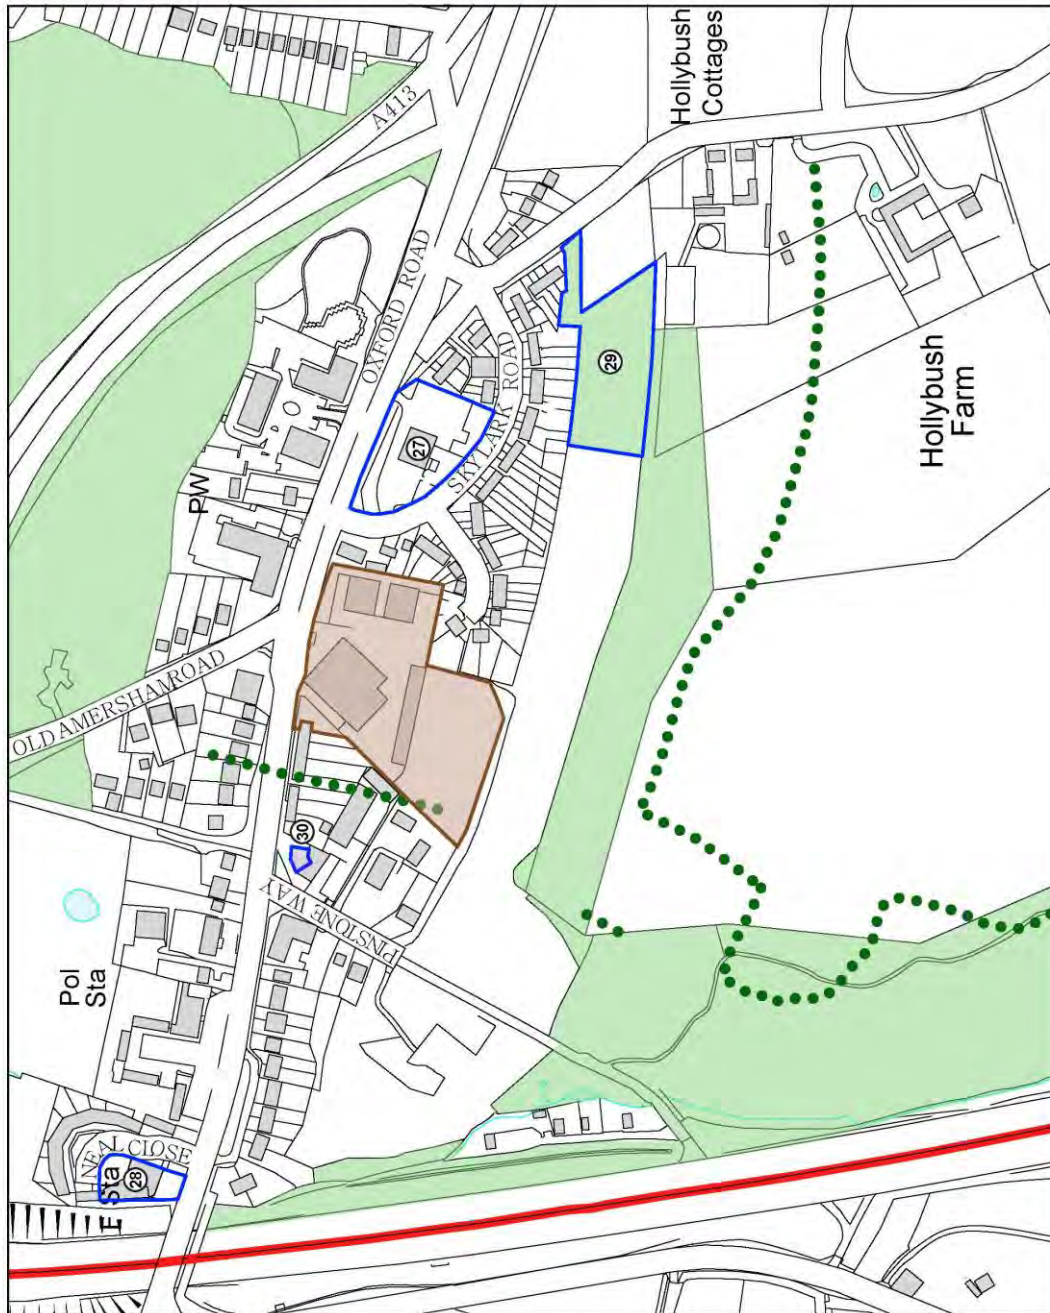 Hollybush
Cottages
A413
OXFORD ROAD
PW
27
SKYLARK ROAD
29
Hollybush
Farm
OLD AMERSHAM ROAD
30
PINSTONE WAY
Pol
Sta
NEAL CLOSE
28
F Sta